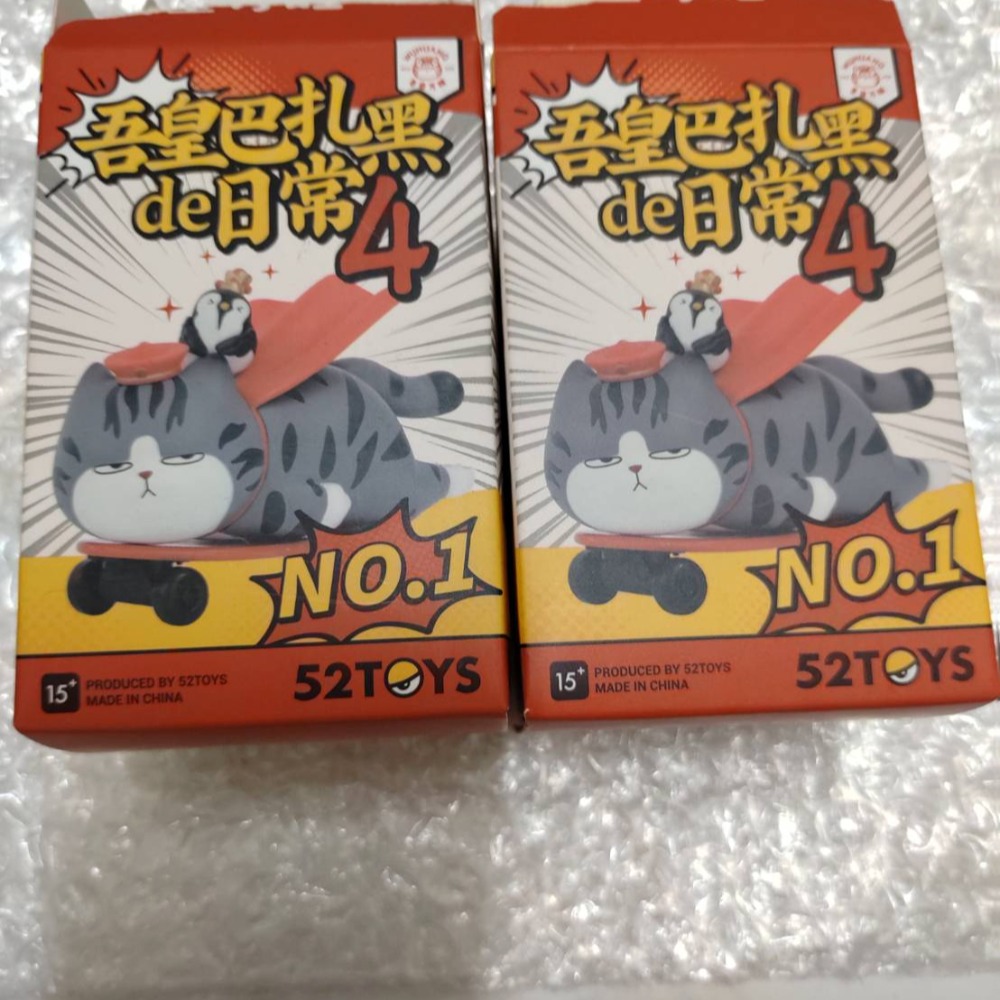 WUHUANG
吾皇巴扎黑
de日常4
NO.1
15+
PRODUCED BY 52TOYS
MADE IN CHINA
52TOYS
WUHUANG
吾皇巴扎黑
de日常4
NO.1
15+
PRODUCED BY 52TOYS
MADE IN CHINA
52TOYS